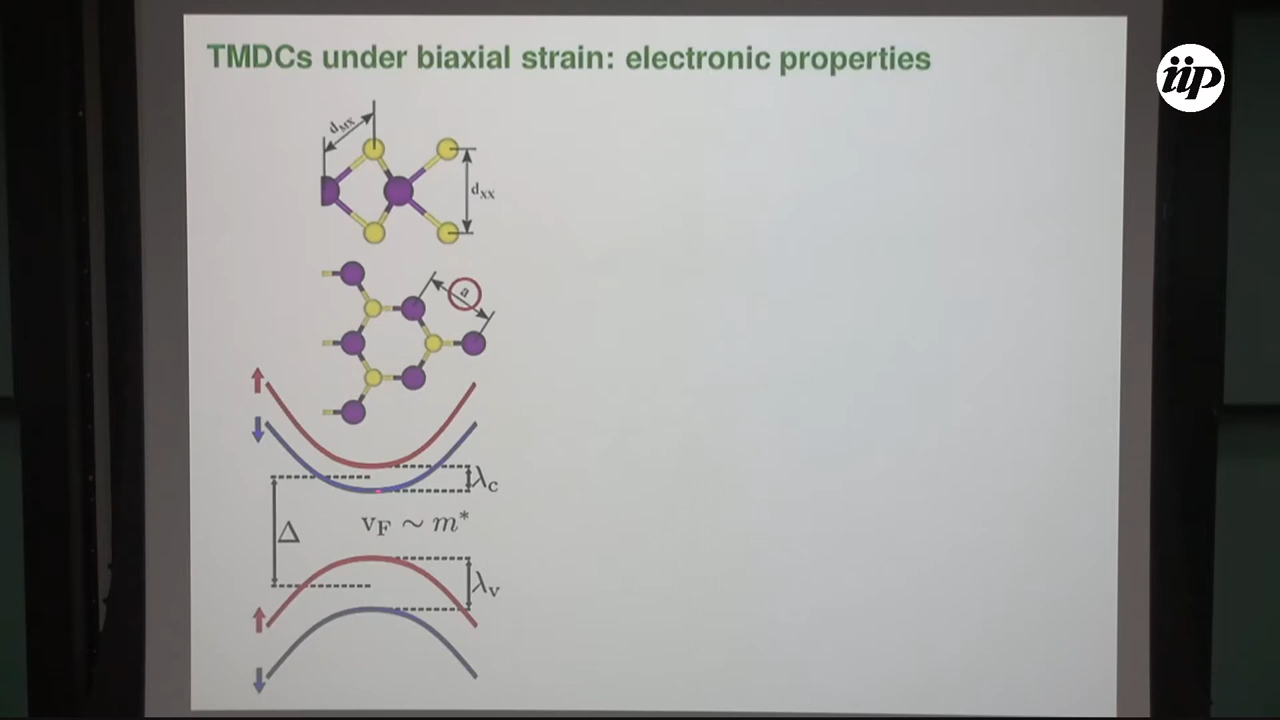 TMDCs under biaxial strain: electronic properties
iip
d_MX
d_XX
a
λ_c
Δ
v_F ~ m*
λ_v